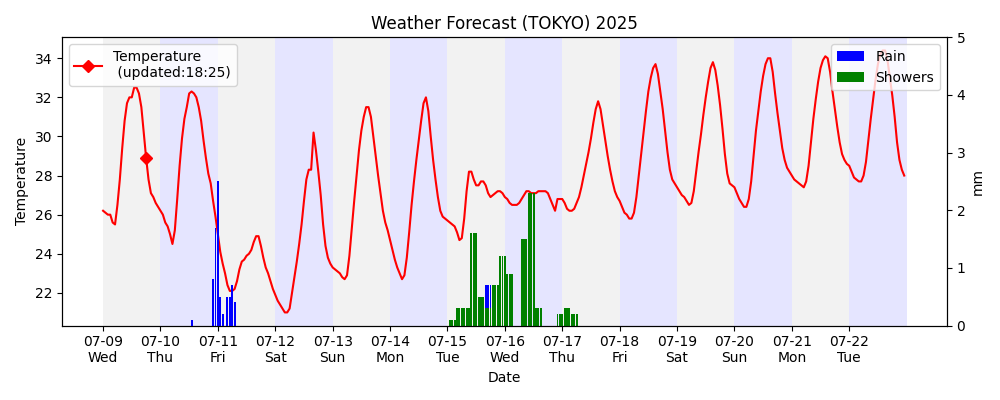 Weather Forecast (TOKYO) 2025
Temperature
(updated:18:25)
Rain
Showers
Temperature
34
32
30
28
26
24
22
5
4
3
2
1
0
mm
07-09 07-10 07-11 07-12 07-13 07-14 07-15 07-16 07-17 07-18 07-19 07-20 07-21 07-22
Wed Thu Fri Sat Sun Mon Tue Wed Thu Fri Sat Sun Mon Tue
Date